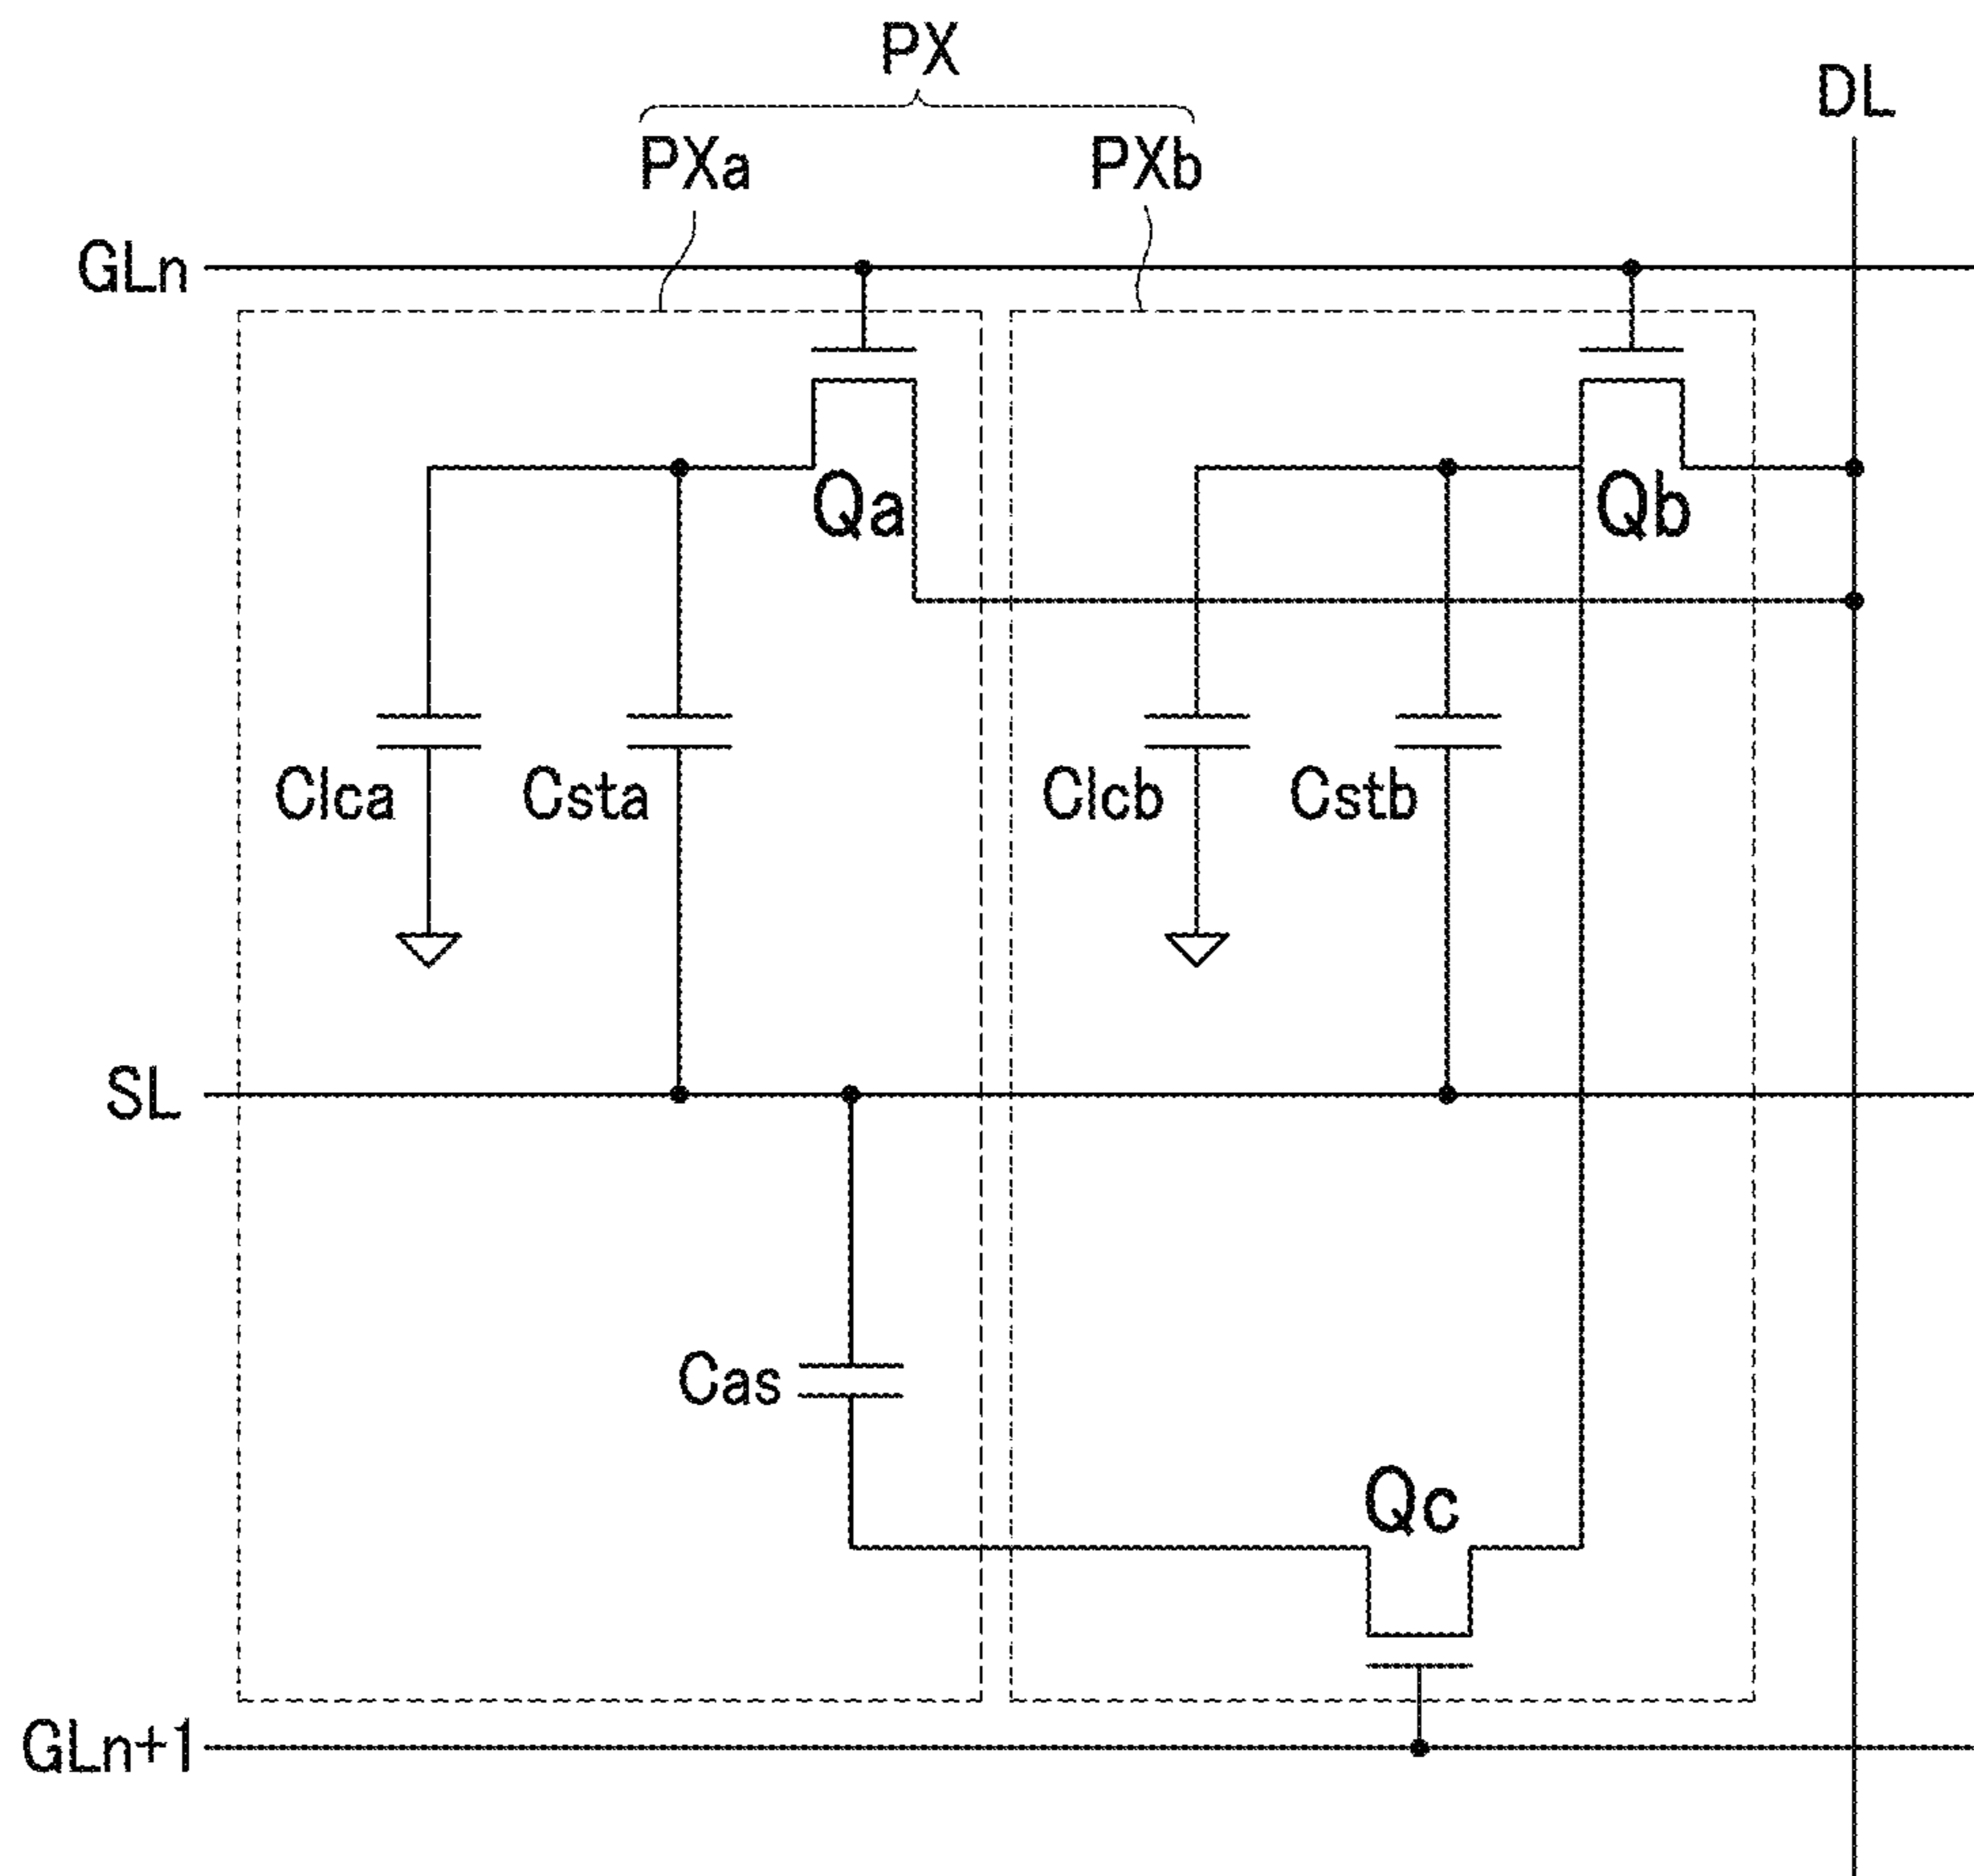 PX
DL
PXa
PXb
GLn
Qa
Qb
Clca
Csta
Clcb
Cstb
SL
Cas
Qc
GLn+1